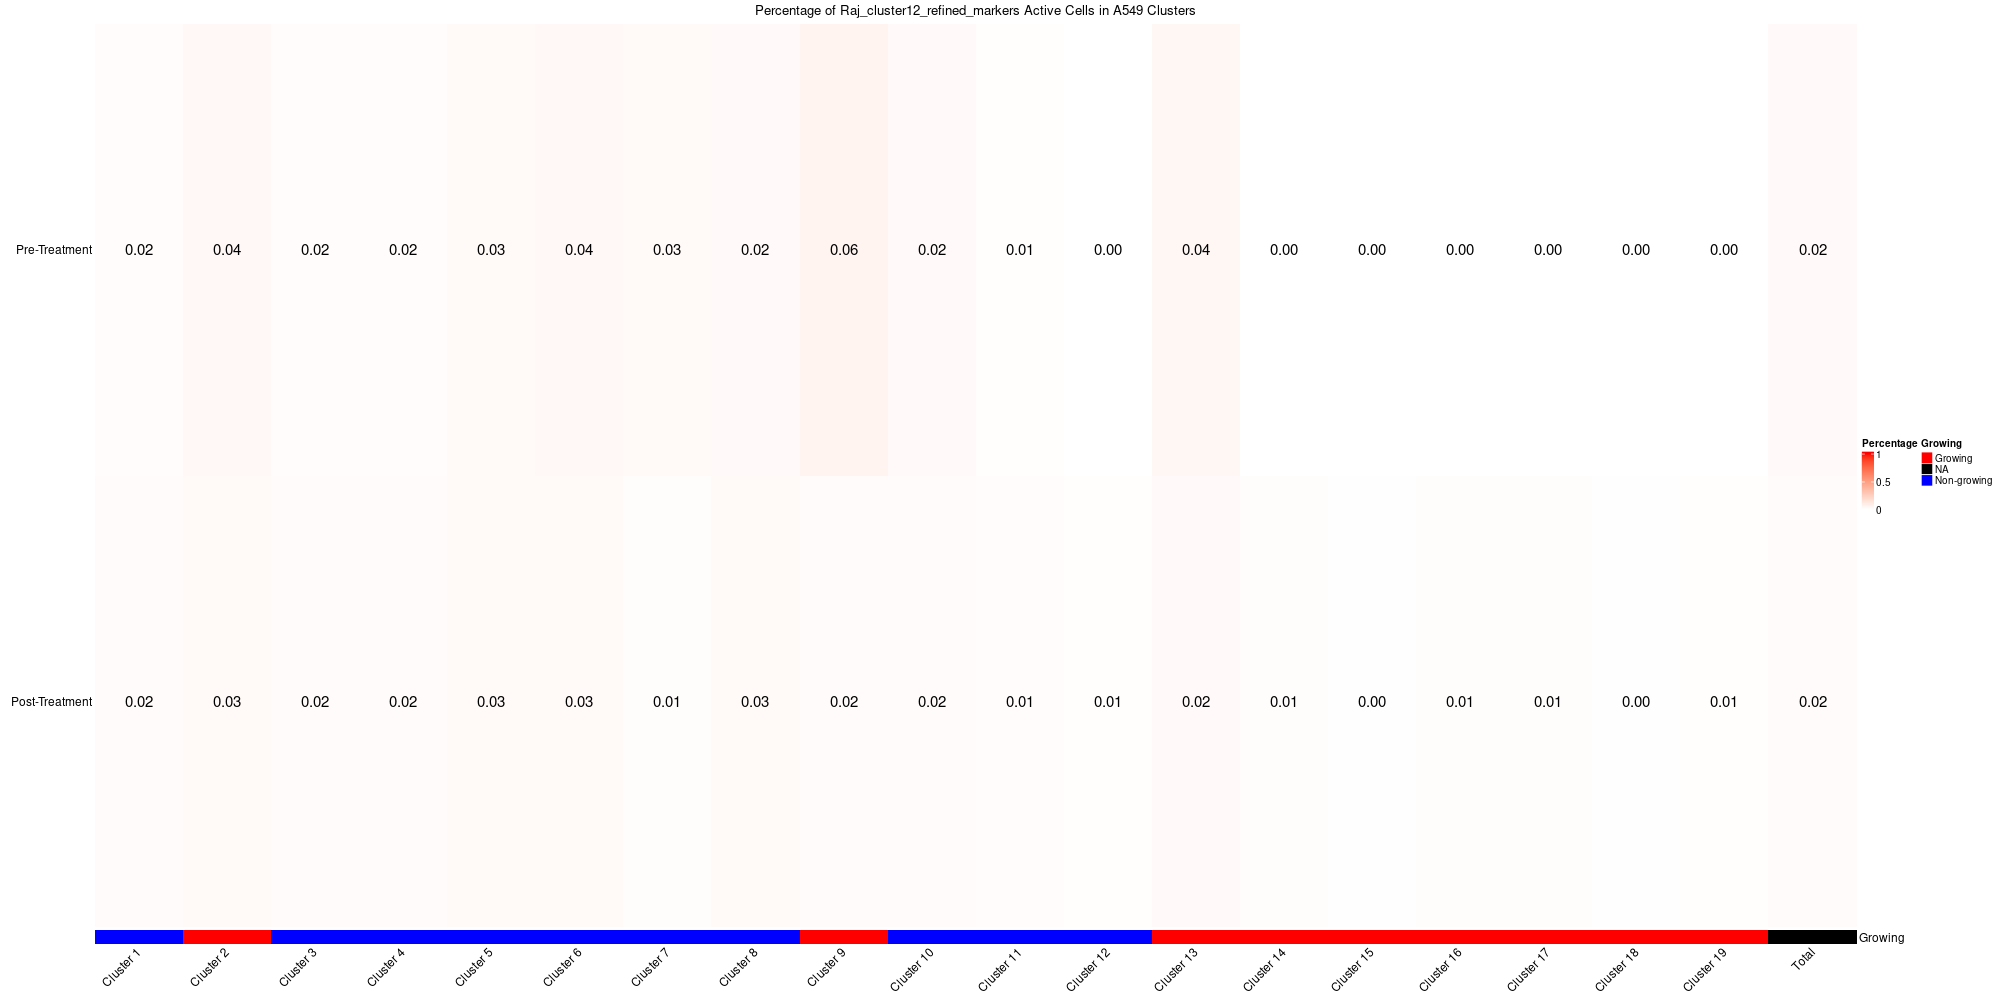 Percentage of Raj_cluster12_refined_markers Active Cells in A549 Clusters
Pre-Treatment 0.02 0.04 0.02 0.02 0.03 0.04 0.03 0.02 0.06 0.02 0.01 0.00 0.04 0.00 0.00 0.00 0.00 0.00 0.00 0.02
Percentage Growing
1 Growing
NA
0.5 Non-growing
0
Post-Treatment 0.02 0.03 0.02 0.02 0.03 0.03 0.01 0.03 0.02 0.02 0.01 0.01 0.02 0.01 0.00 0.01 0.01 0.00 0.01 0.02
Growing
Cluster 1 Cluster 2 Cluster 3 Cluster 4 Cluster 5 Cluster 6 Cluster 7 Cluster 8 Cluster 9 Cluster 10 Cluster 11 Cluster 12 Cluster 13 Cluster 14 Cluster 15 Cluster 16 Cluster 17 Cluster 18 Cluster 19 Total